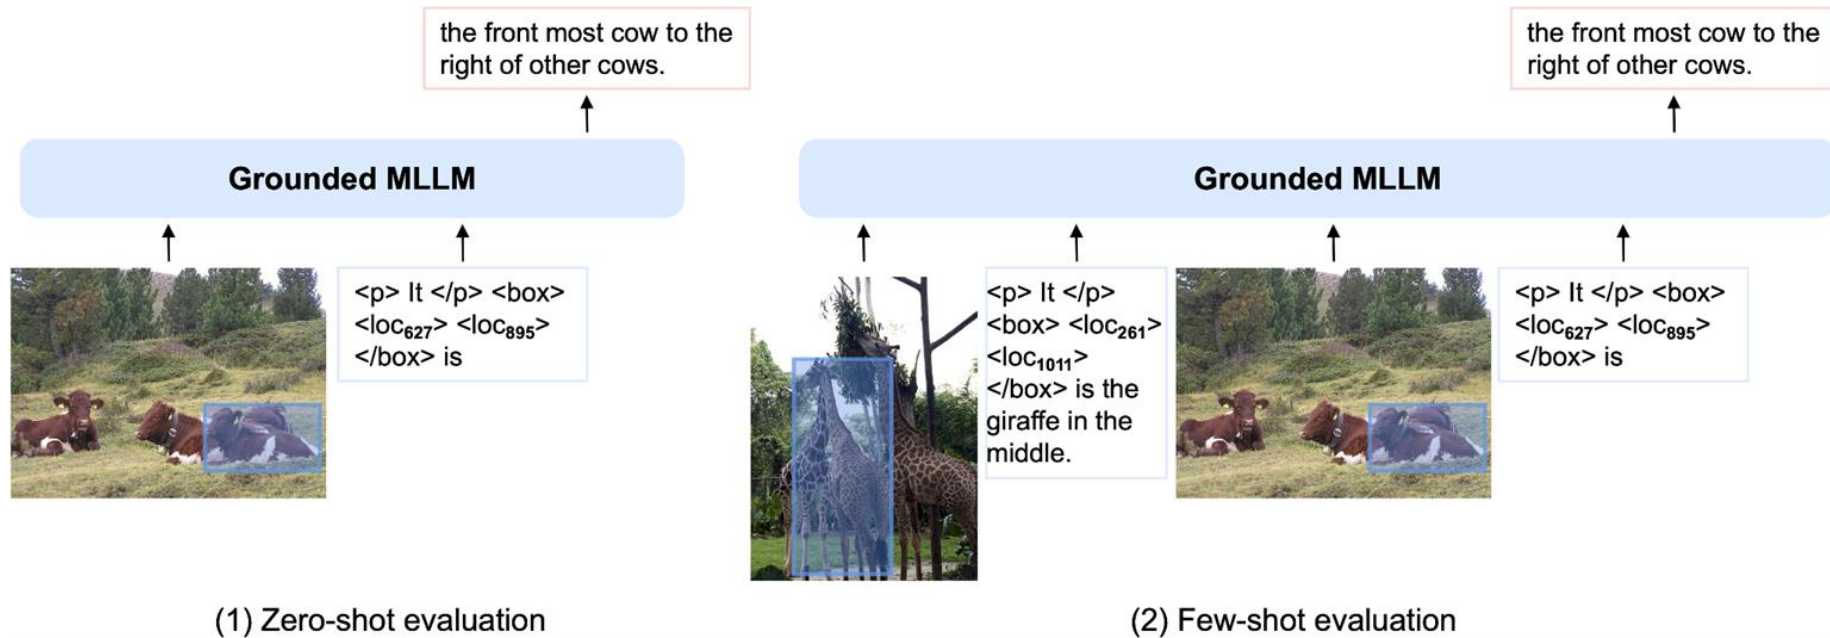 the front most cow to the
right of other cows.
Grounded MLLM
<p> It </p> <box>
<loc627> <loc895>
</box> is
(1) Zero-shot evaluation
the front most cow to the
right of other cows.
Grounded MLLM
<p> It </p>
<box> <loc261>
<loc1011>
</box> is the
giraffe in the
middle.
<p> It </p> <box>
<loc627> <loc895>
</box> is
(2) Few-shot evaluation